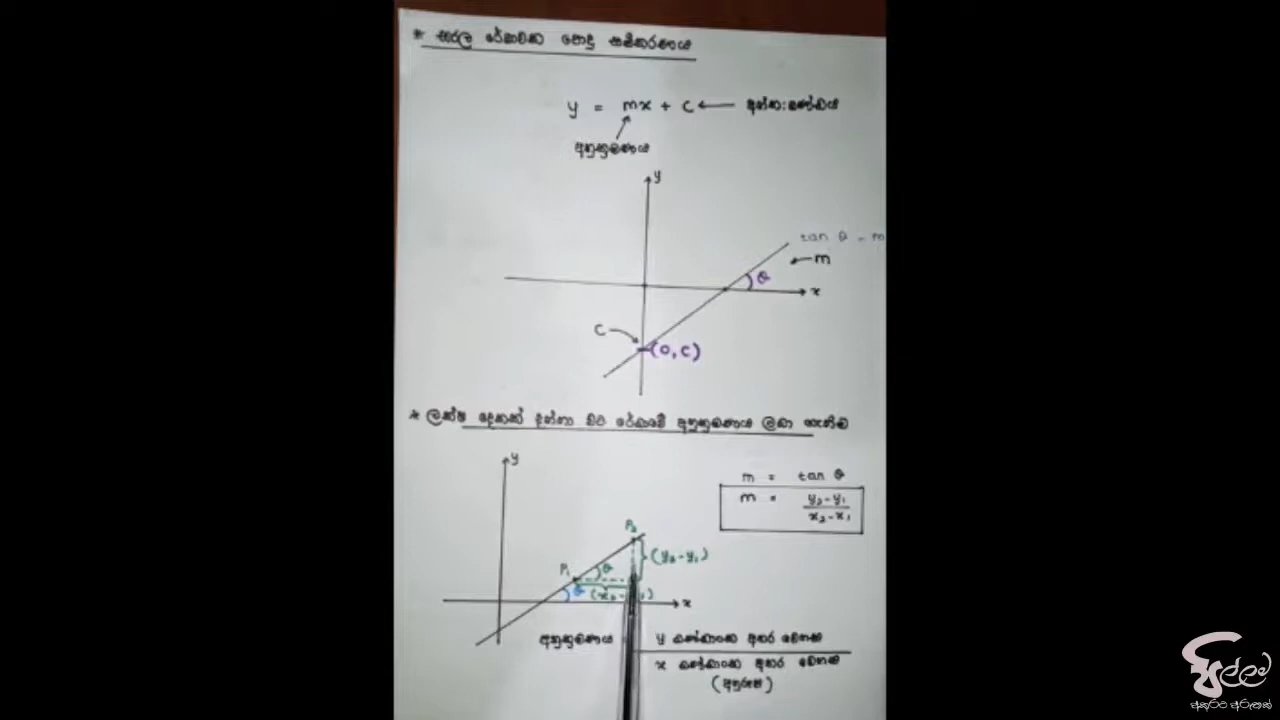 * සරල රේඛාවක පොදු සමීකරණය
y = mx + c ← අන්ත:ඛණ්ඩය
අනුක්‍රමණය
y
tan θ = m
m
θ
x
c
(0, c)
* ලක්ෂ දෙකක් දන්නා විට රේඛාවේ අනුක්‍රමණය ලබා ගැනීම
y
m = tan θ
m = y₂-y₁ / x₂-x₁
P₂
(y₂-y₁)
P₁
θ
θ
x
අනුක්‍රමණය
y ඛණ්ඩාංක අතර වෙනස
x ඛණ්ඩාංක අතර වෙනස
(අනුරූප)